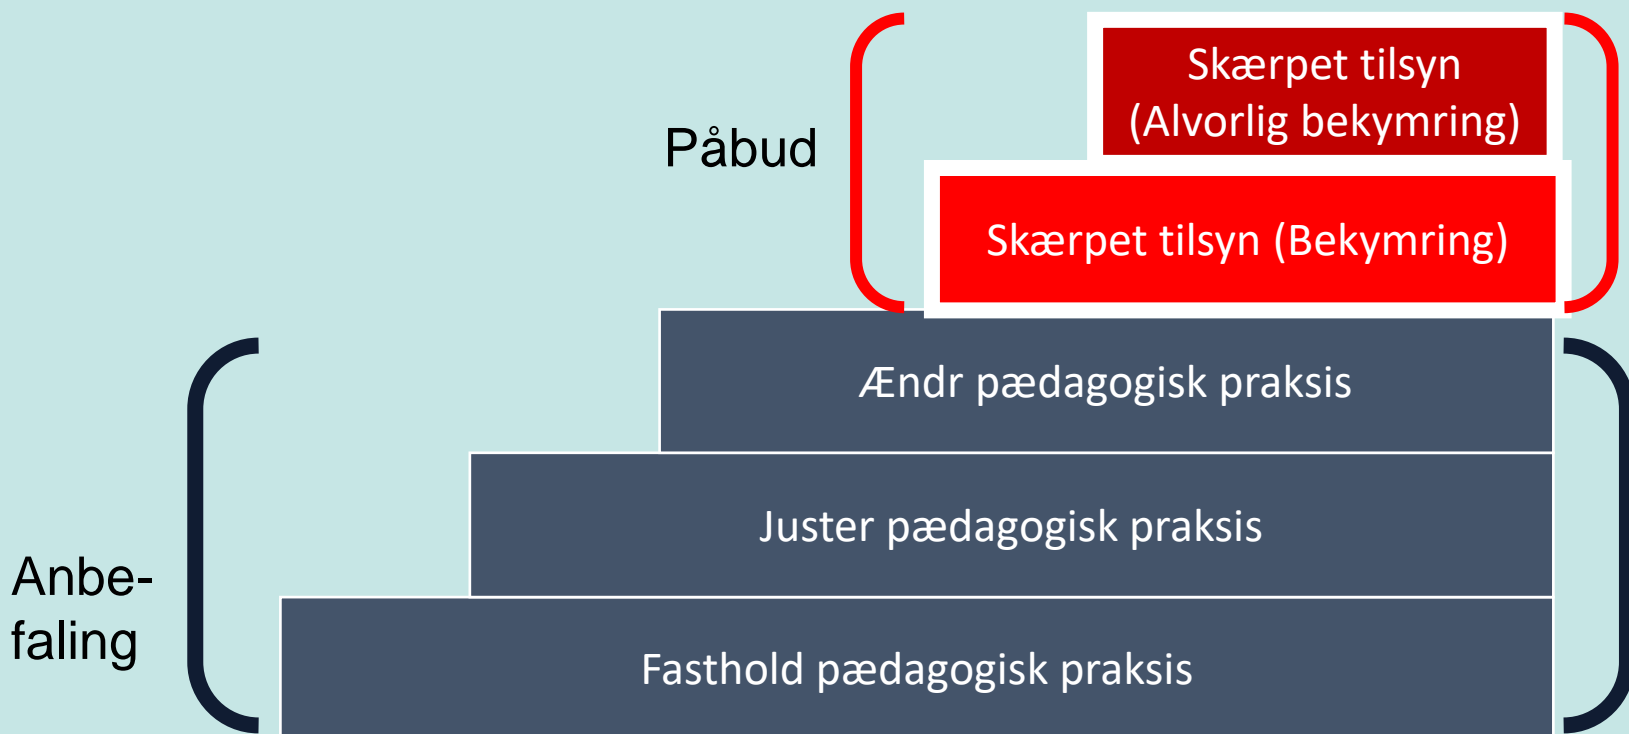 Skærpet tilsyn
(Alvorlig bekymring)
Påbud
Skærpet tilsyn (Bekymring)
Ændr pædagogisk praksis
Juster pædagogisk praksis
Anbe-
faling
Fasthold pædagogisk praksis